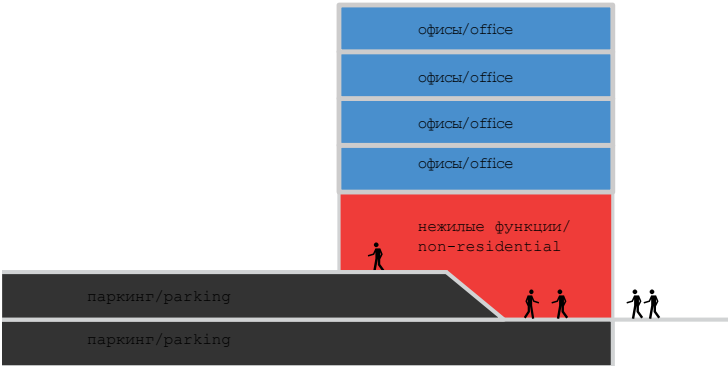 офисы/office
офисы/office
офисы/office
офисы/office
нежилые функции/
non-residential
паркинг/parking
паркинг/parking